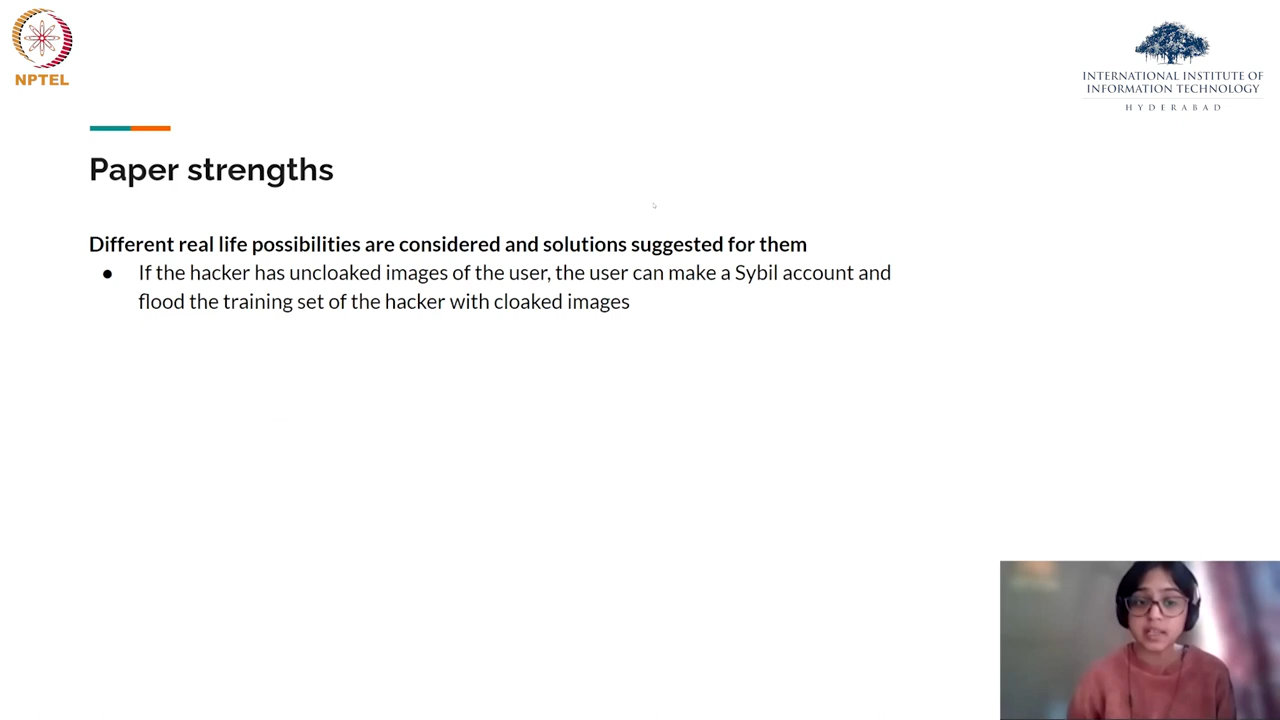 NPTEL
INTERNATIONAL INSTITUTE OF
INFORMATION TECHNOLOGY
HYDERABAD
Paper strengths
Different real life possibilities are considered and solutions suggested for them
● If the hacker has uncloaked images of the user, the user can make a Sybil account and
flood the training set of the hacker with cloaked images